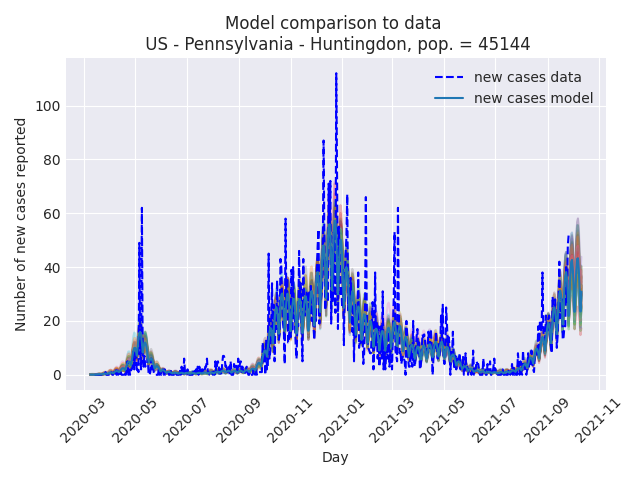 Model comparison to data
US - Pennsylvania - Huntingdon, pop. = 45144
new cases data
new cases model
Number of new cases reported
100
80
60
40
20
0
2020-03
2020-05
2020-07
2020-09
2020-11
2021-01
2021-03
2021-05
2021-07
2021-09
2021-11
Day